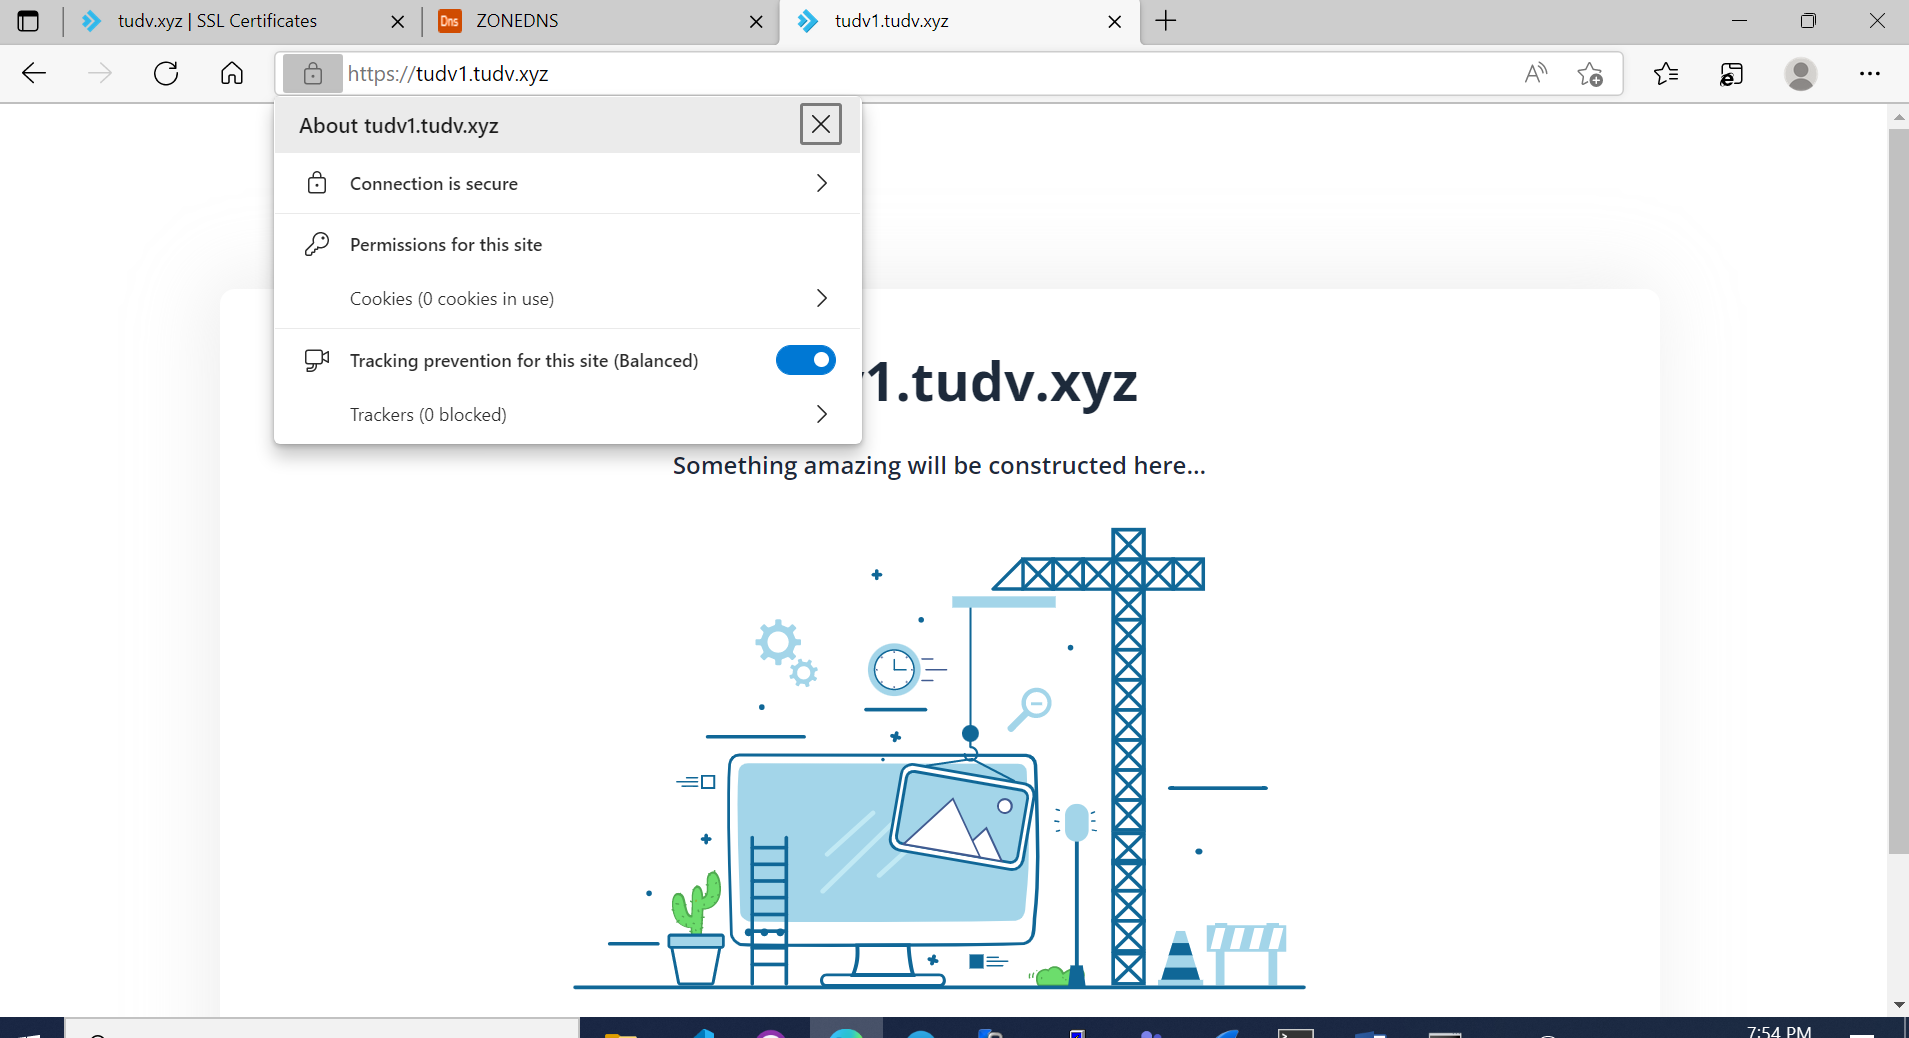 tudv.xyz | SSL Certificates
Dns
ZONEDNS
tudv1.tudv.xyz
https://tudv1.tudv.xyz
About tudv1.tudv.xyz
Connection is secure
Permissions for this site
Cookies (0 cookies in use)
Tracking prevention for this site (Balanced)
Trackers (0 blocked)
1.tudv.xyz
Something amazing will be constructed here...
7:54 PM